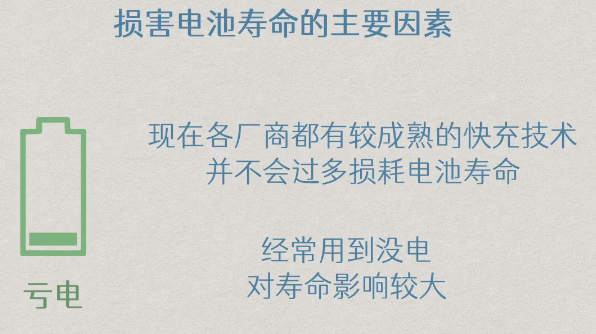 损害电池寿命的主要因素
现在各厂商都有较成熟的快充技术
并不会过多损耗电池寿命
经常用到没电
对寿命影响较大
亏电